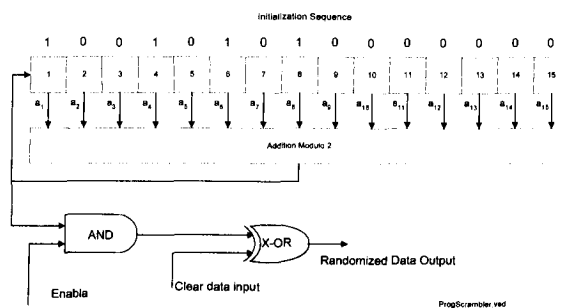 Initialization Sequence
1 0 0 1 0 1 0 1 0 0 0 0 0 0 0
1 2 3 4 5 6 7 8 9 10 11 12 13 14 15
a1 a2 a3 a4 a5 a6 a7 a8 a9 a10 a11 a12 a13 a14 a15
Addition Modulo 2
AND
X-OR
Randomized Data Output
Enable
Clear data input
ProgScrambler.vsd